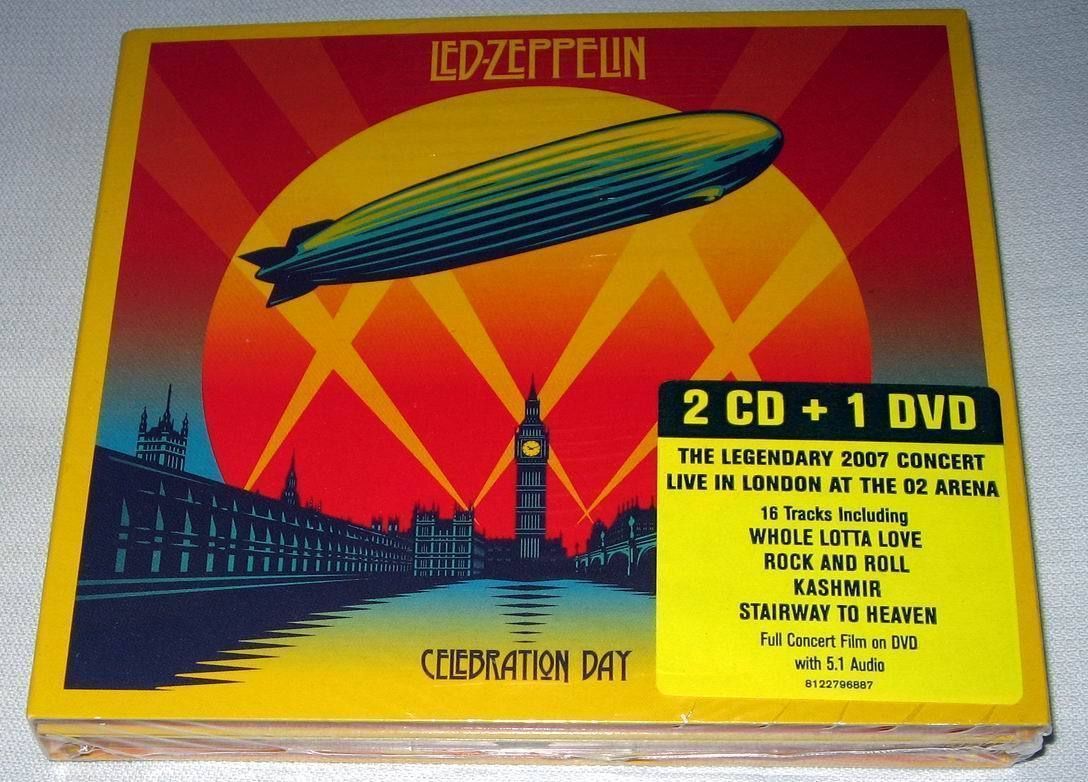 LED-ZEPPELIN
2 CD + 1 DVD
THE LEGENDARY 2007 CONCERT
LIVE IN LONDON AT THE O2 ARENA
16 Tracks Including
WHOLE LOTTA LOVE
ROCK AND ROLL
KASHMIR
STAIRWAY TO HEAVEN
Full Concert Film on DVD
with 5.1 Audio
8122796887
CELEBRATION DAY